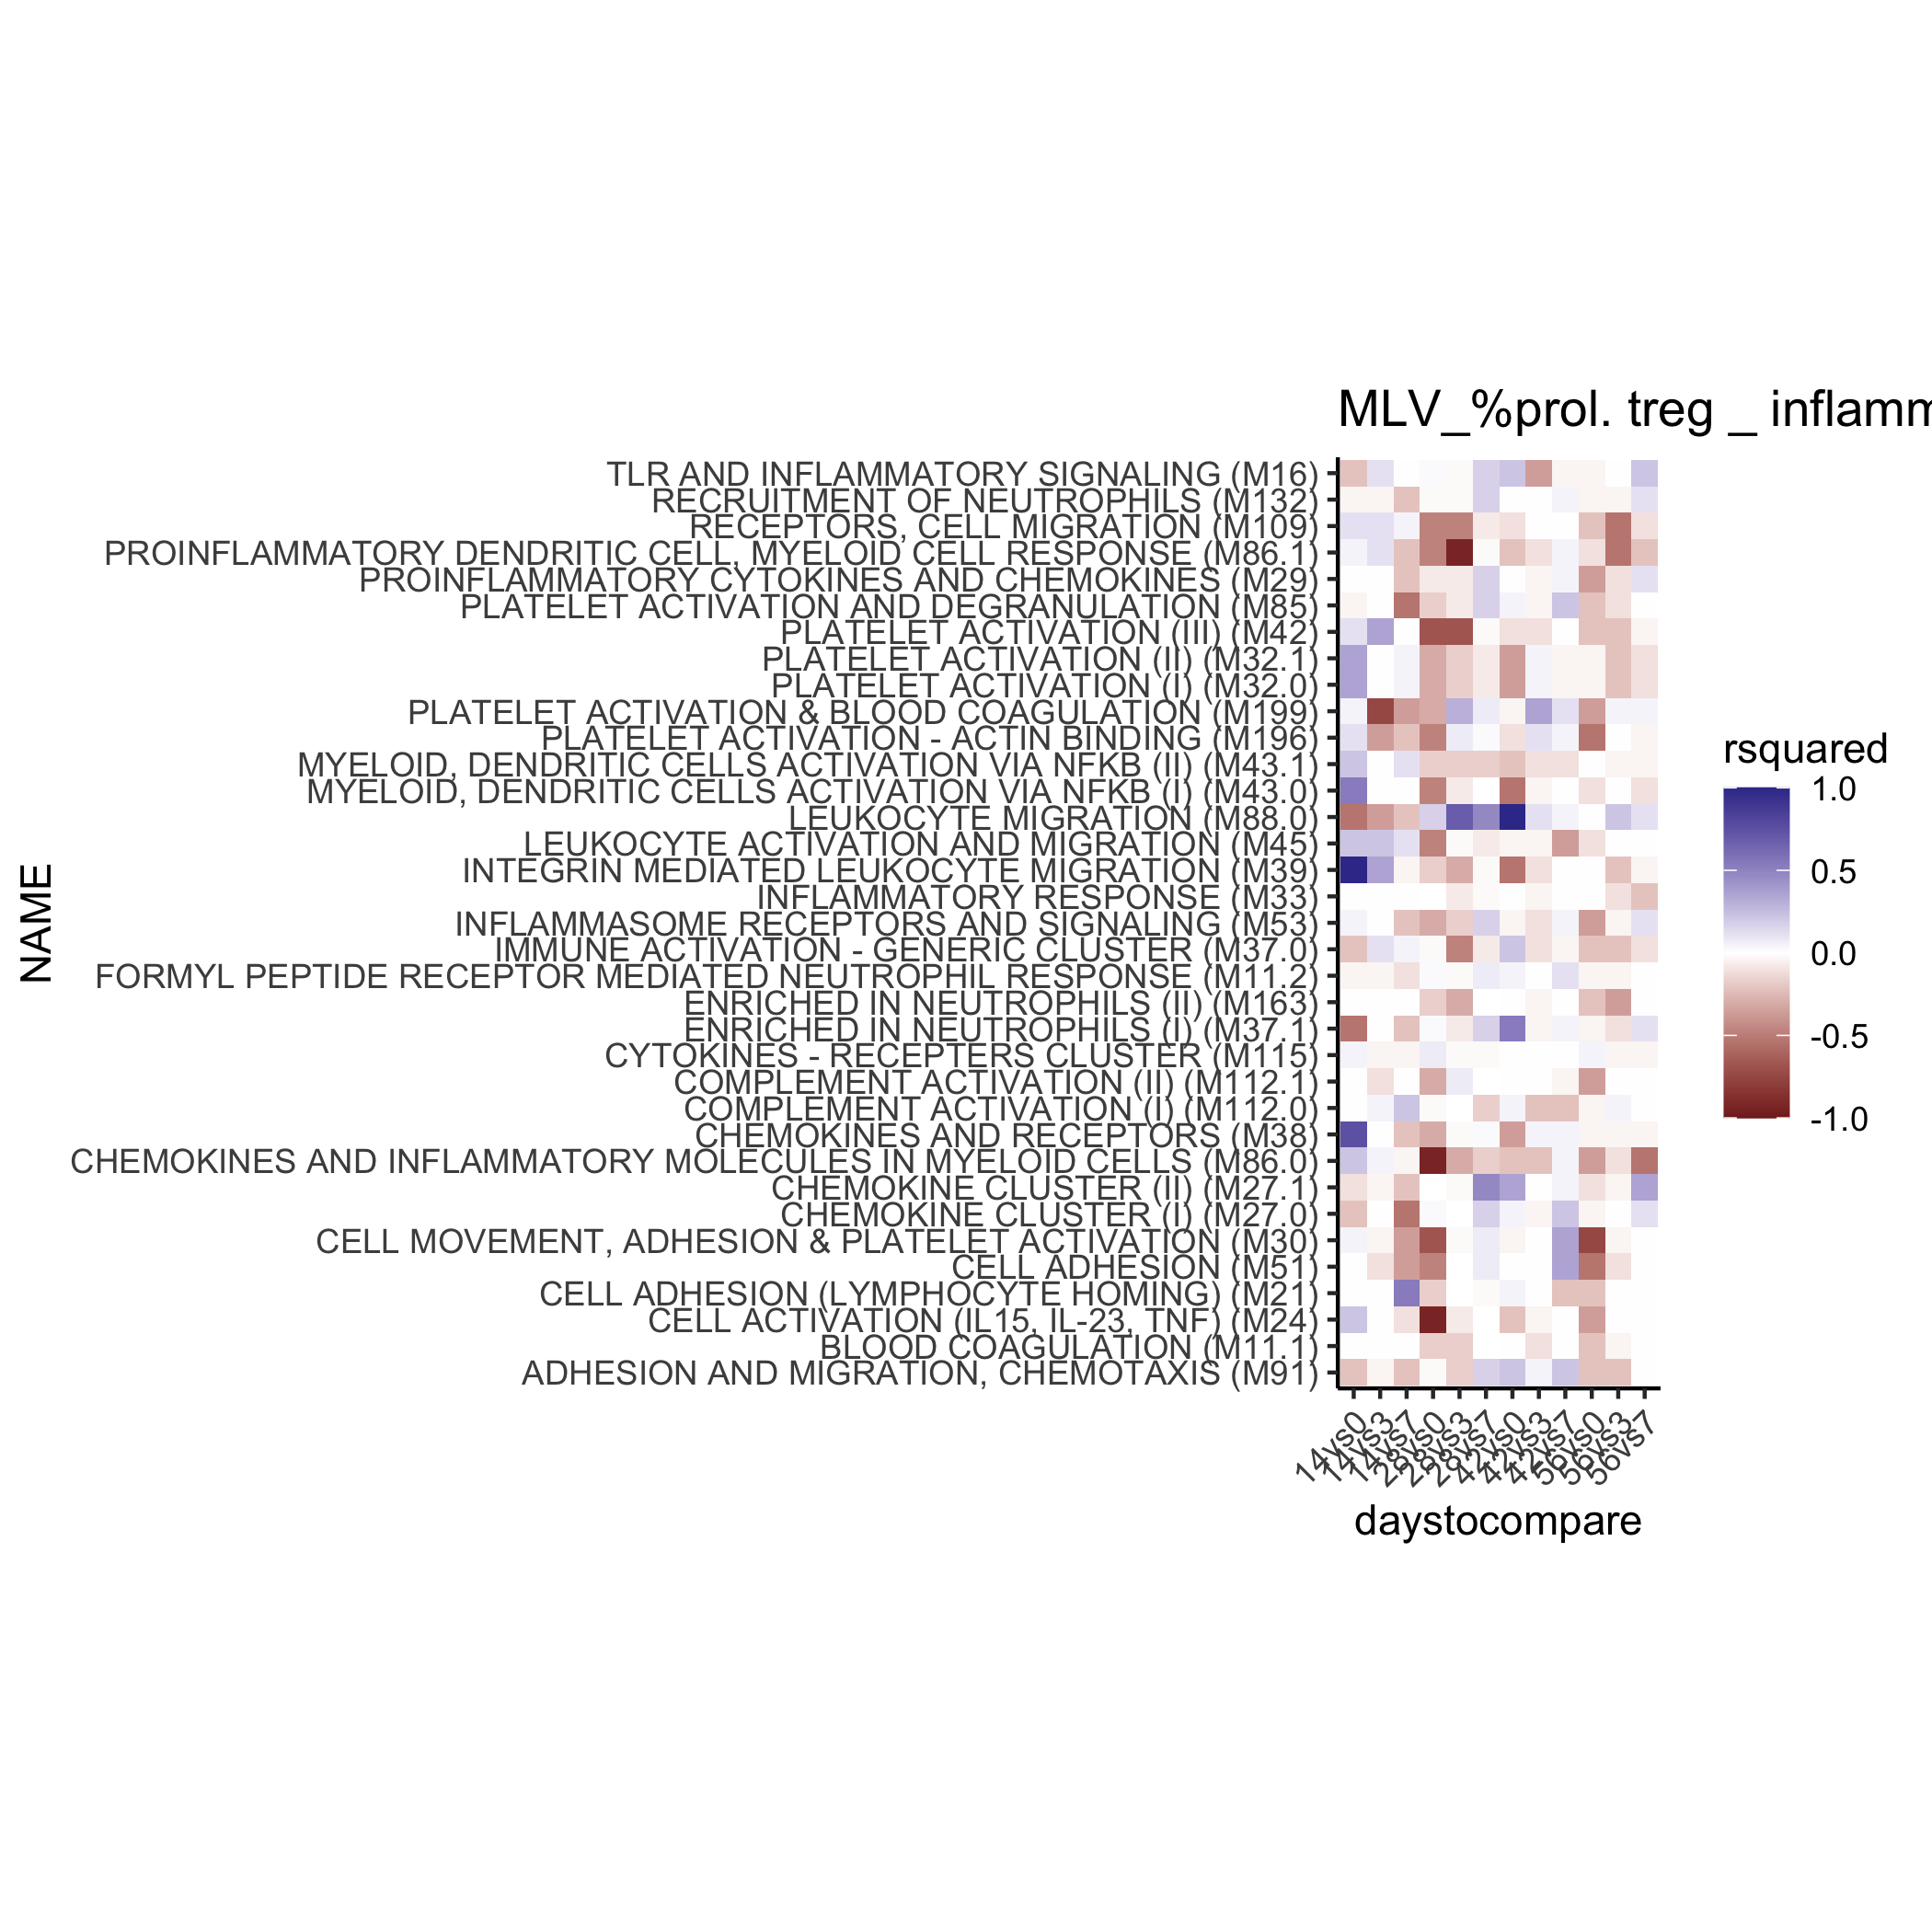 MLV_%prol. treg _ inflamm
TLR AND INFLAMMATORY SIGNALING (M16)
RECRUITMENT OF NEUTROPHILS (M132)
RECEPTORS, CELL MIGRATION (M109)
PROINFLAMMATORY DENDRITIC CELL, MYELOID CELL RESPONSE (M86.1)
PROINFLAMMATORY CYTOKINES AND CHEMOKINES (M29)
PLATELET ACTIVATION AND DEGRANULATION (M85)
PLATELET ACTIVATION (III) (M42)
PLATELET ACTIVATION (II) (M32.1)
PLATELET ACTIVATION (I) (M32.0)
PLATELET ACTIVATION & BLOOD COAGULATION (M199)
PLATELET ACTIVATION - ACTIN BINDING (M196)
MYELOID, DENDRITIC CELLS ACTIVATION VIA NFKB (II) (M43.1)
MYELOID, DENDRITIC CELLS ACTIVATION VIA NFKB (I) (M43.0)
LEUKOCYTE MIGRATION (M88.0)
LEUKOCYTE ACTIVATION AND MIGRATION (M45)
INTEGRIN MEDIATED LEUKOCYTE MIGRATION (M39)
INFLAMMATORY RESPONSE (M33)
INFLAMMASOME RECEPTORS AND SIGNALING (M53)
IMMUNE ACTIVATION - GENERIC CLUSTER (M37.0)
FORMYL PEPTIDE RECEPTOR MEDIATED NEUTROPHIL RESPONSE (M11.2)
ENRICHED IN NEUTROPHILS (II) (M163)
ENRICHED IN NEUTROPHILS (I) (M37.1)
CYTOKINES - RECEPTERS CLUSTER (M115)
COMPLEMENT ACTIVATION (II) (M112.1)
COMPLEMENT ACTIVATION (I) (M112.0)
CHEMOKINES AND RECEPTORS (M38)
CHEMOKINES AND INFLAMMATORY MOLECULES IN MYELOID CELLS (M86.0)
CHEMOKINE CLUSTER (II) (M27.1)
CHEMOKINE CLUSTER (I) (M27.0)
CELL MOVEMENT, ADHESION & PLATELET ACTIVATION (M30)
CELL ADHESION (M51)
CELL ADHESION (LYMPHOCYTE HOMING) (M21)
CELL ACTIVATION (IL15, IL-23, TNF) (M24)
BLOOD COAGULATION (M11.1)
ADHESION AND MIGRATION, CHEMOTAXIS (M91)
NAME
14vs0
14vs3
14vs7
28vs0
28vs3
28vs7
42vs0
42vs3
42vs7
56vs0
56vs3
56vs7
daystocompare
rsquared
1.0
0.5
0.0
-0.5
-1.0